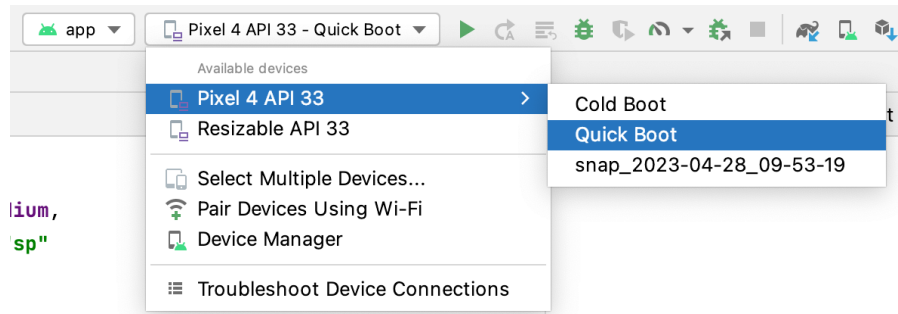 app
Pixel 4 API 33 - Quick Boot
Available devices
Pixel 4 API 33
Resizable API 33
Select Multiple Devices...
Pair Devices Using Wi-Fi
Device Manager
Troubleshoot Device Connections
Cold Boot
Quick Boot
snap_2023-04-28_09-53-19
t
lium,
'sp"